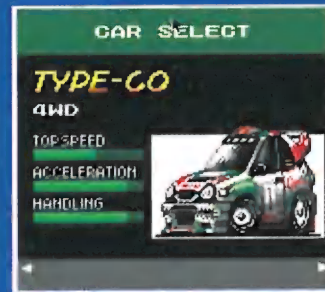 CAR SELECT
TYPE-CO
4WD
TOPSPEED
ACCELERATION
HANDLING